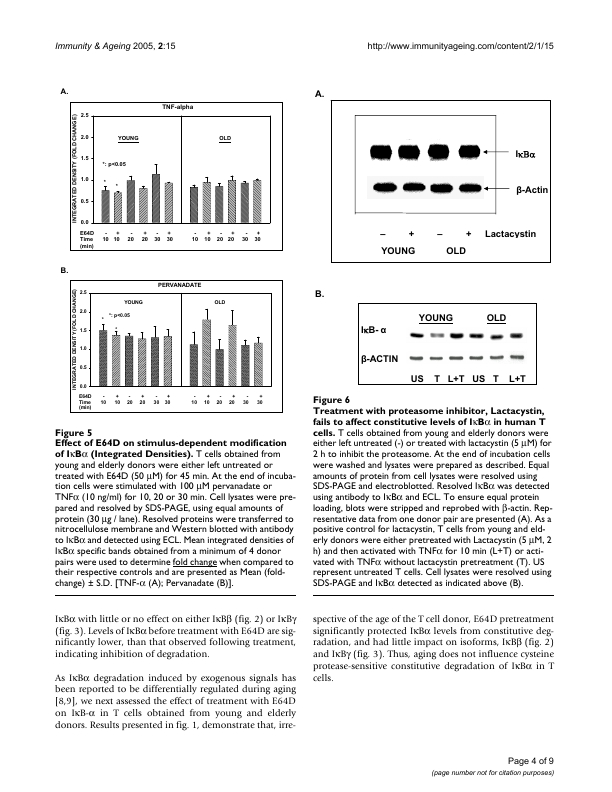 Immunity & Ageing 2005, 2:15
http://www.immunityageing.com/content/2/1/15
A.
TNF-alpha
INTEGRATED DENSITY (FOLD CHANGE)
2.5
2.0
1.5
1.0
0.5
0.0
YOUNG
OLD
*: p<0.05
*
*
E64D - + - + - + - + - + - +
Time 10 10 20 20 30 30 10 10 20 20 30 30
(min)
B.
PERVANADATE
INTEGRATED DENSITY (FOLD CHANGE)
2.5
2.0
1.5
1.0
0.5
0.0
YOUNG
OLD
*: p<0.05
*
*
E64D - + - + - + - + - + - +
Time 10 10 20 20 30 30 10 10 20 20 30 30
(min)
Figure 5
Effect of E64D on stimulus-dependent modification
of IκBα (Integrated Densities). T cells obtained from
young and elderly donors were either left untreated or
treated with E64D (50 μM) for 45 min. At the end of incuba-
tion cells were stimulated with 100 μM pervanadate or
TNFα (10 ng/ml) for 10, 20 or 30 min. Cell lysates were pre-
pared and resolved by SDS-PAGE, using equal amounts of
protein (30 μg / lane). Resolved proteins were transferred to
nitrocellulose membrane and Western blotted with antibody
to IκBα and detected using ECL. Mean integrated densities of
IκBα specific bands obtained from a minimum of 4 donor
pairs were used to determine fold change when compared to
their respective controls and are presented as Mean (fold-
change) ± S.D. [TNF-α (A); Pervanadate (B)].
IκBα with little or no effect on either IκBβ (fig. 2) or IκBγ
(fig. 3). Levels of IκBα before treatment with E64D are sig-
nificantly lower, than that observed following treatment,
indicating inhibition of degradation.
As IκBα degradation induced by exogenous signals has
been reported to be differentially regulated during aging
[8,9], we next assessed the effect of treatment with E64D
on IκB-α in T cells obtained from young and elderly
donors. Results presented in fig. 1, demonstrate that, irre-
A.
IκBα
β-Actin
– + – + Lactacystin
YOUNG OLD
B.
YOUNG OLD
IκB- α
β-ACTIN
US T L+T US T L+T
Figure 6
Treatment with proteasome inhibitor, Lactacystin,
fails to affect constitutive levels of IκBα in human T
cells. T cells obtained from young and elderly donors were
either left untreated (-) or treated with lactacystin (5 μM) for
2 h to inhibit the proteasome. At the end of incubation cells
were washed and lysates were prepared as described. Equal
amounts of protein from cell lysates were resolved using
SDS-PAGE and electroblotted. Resolved IκBα was detected
using antibody to IκBα and ECL. To ensure equal protein
loading, blots were stripped and reprobed with β-actin. Rep-
resentative data from one donor pair are presented (A). As a
positive control for lactacystin, T cells from young and eld-
erly donors were either pretreated with Lactacystin (5 μM, 2
h) and then activated with TNFα for 10 min (L+T) or acti-
vated with TNFα without lactacystin pretreatment (T). US
represent untreated T cells. Cell lysates were resolved using
SDS-PAGE and IκBα detected as indicated above (B).
spective of the age of the T cell donor, E64D pretreatment
significantly protected IκBα levels from constitutive deg-
radation, and had little impact on isoforms, IκBβ (fig. 2)
and IκBγ (fig. 3). Thus, aging does not influence cysteine
protease-sensitive constitutive degradation of IκBα in T
cells.
Page 4 of 9
(page number not for citation purposes)